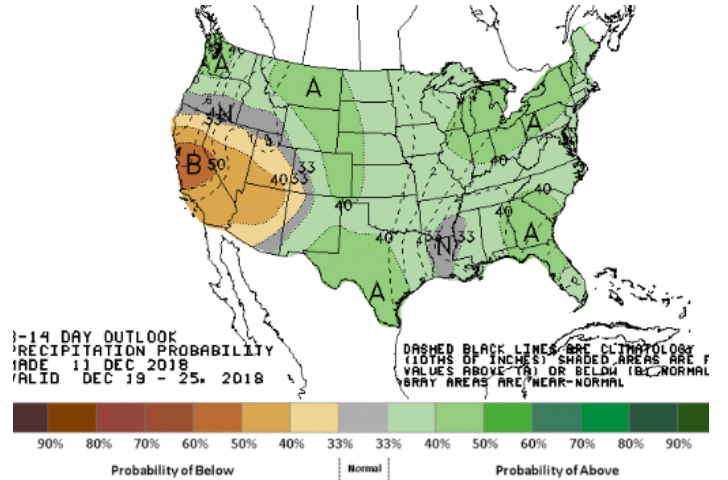 A
A
N
33
A
B
50
40
33
33
40
40
40
40
40
A
33
N
33
A
8-14 DAY OUTLOOK
PRECIPITATION PROBABILITY
MADE 11 DEC 2018
VALID DEC 19 - 25, 2018
DASHED BLACK LINES ARE CLIMATOLOGY
(10THS OF INCHES) SHADED AREAS ARE F
VALUES ABOVE (A) OR BELOW (B) NORMAL
GRAY AREAS ARE NEAR-NORMAL
90% 80% 70% 60% 50% 40% 33% 33% 40% 50% 60% 70% 80% 90%
Probability of Below Normal Probability of Above